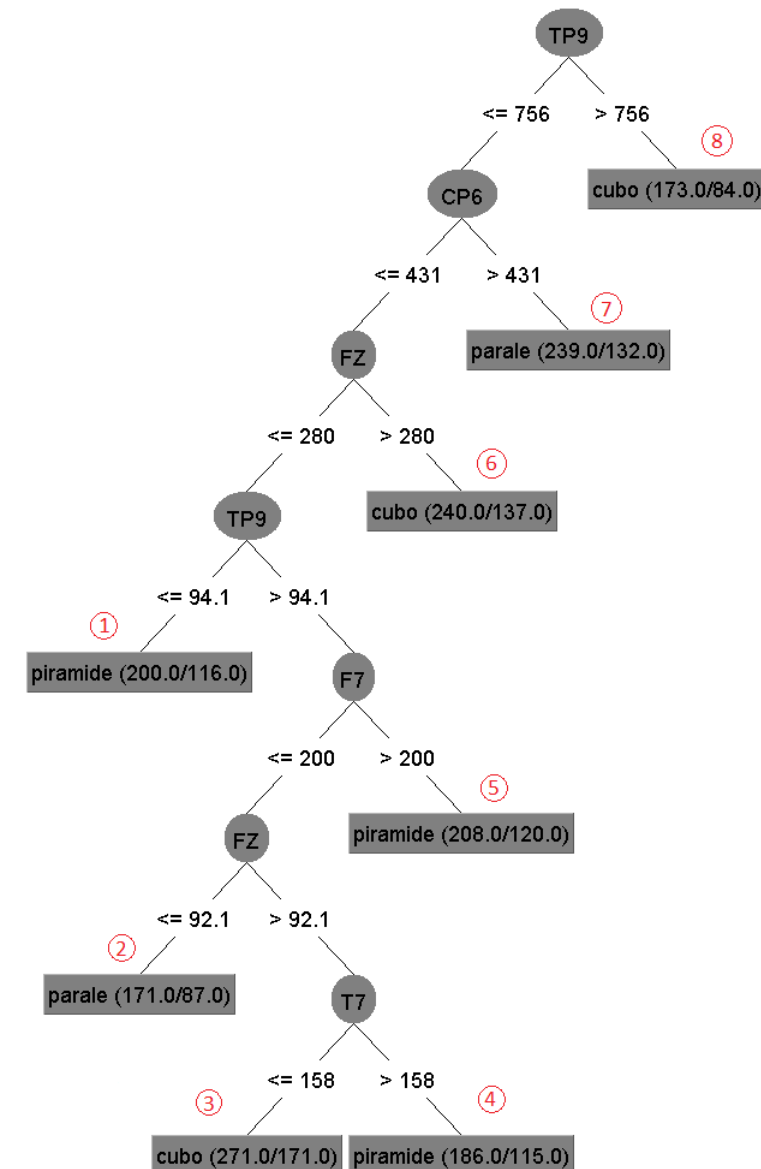 TP9
<= 756 > 756
⑧
cubo (173.0/84.0)
CP6
<= 431 > 431
⑦
parale (239.0/132.0)
FZ
<= 280 > 280
⑥
cubo (240.0/137.0)
TP9
<= 94.1 > 94.1
①
piramide (200.0/116.0)
F7
<= 200 > 200
⑤
piramide (208.0/120.0)
FZ
<= 92.1 > 92.1
②
parale (171.0/87.0)
T7
<= 158 > 158
③ ④
cubo (271.0/171.0) piramide (186.0/115.0)